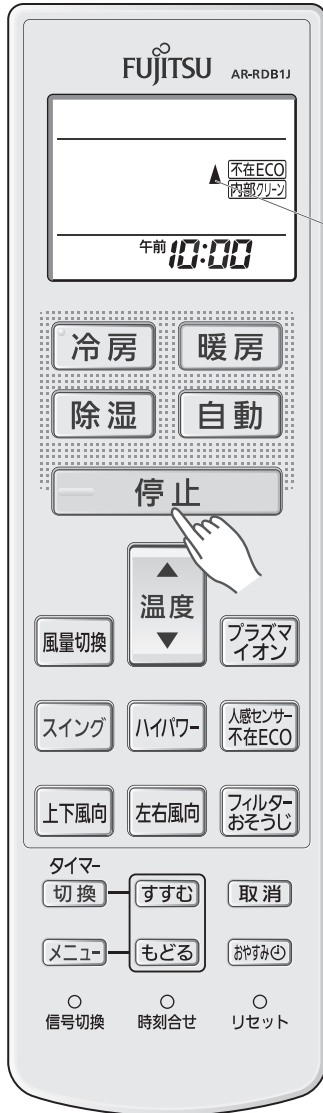 FUJITSU AR-RDB1J
不在ECO
内部クリーン
午前10:00
冷房 暖房
除湿 自動
停止
▲
温度
▼
風量切換 プラズマ
イオン
スイング ハイパワー 人感センサー
不在ECO
上下風向 左右風向 フィルター
おそうじ
タイマー
切換 すすむ 取消
メニュー もどる おやすみ
信号切換 時刻合せ リセット